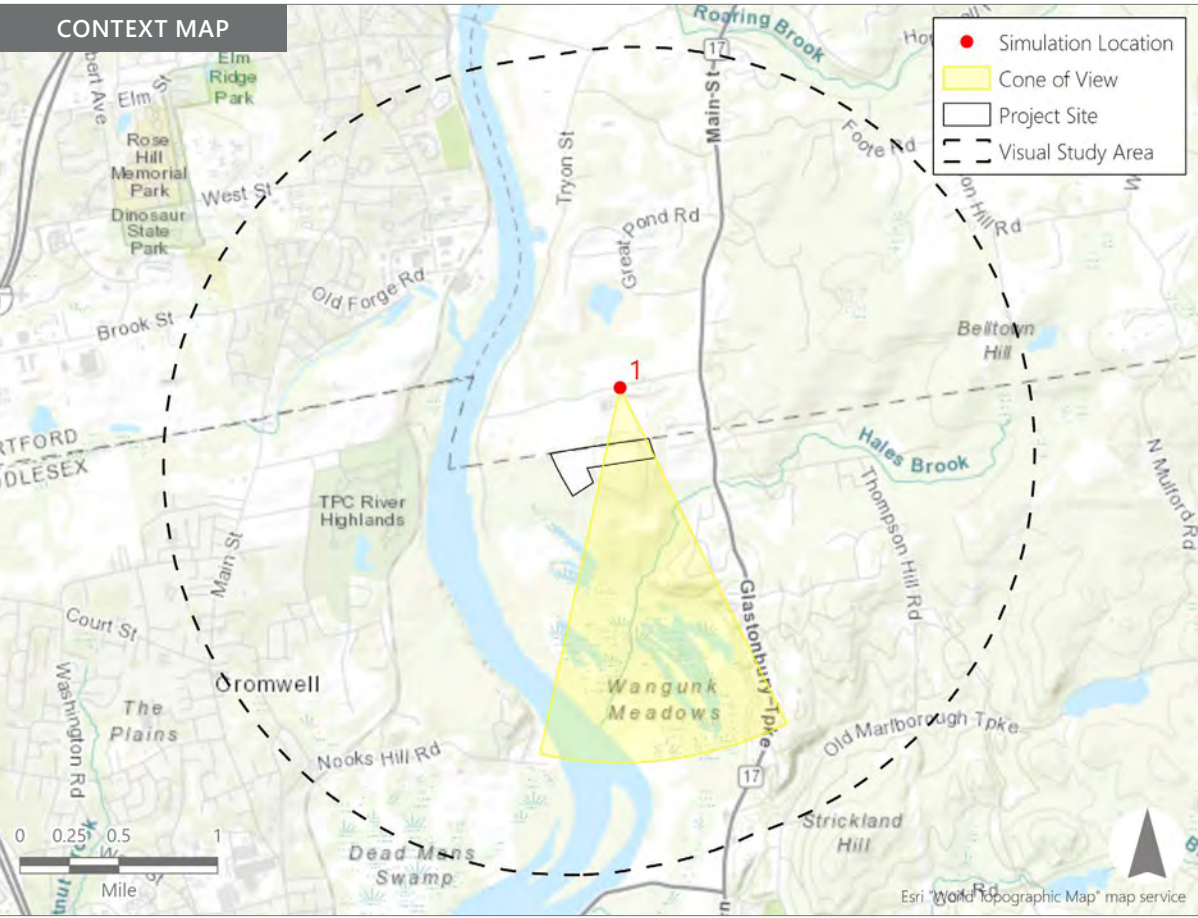 CONTEXT MAP
Simulation Location
Cone of View
Project Site
Visual Study Area
Roaring Brook
17
Main St
Foote Rd
Elm St
Elm
Ridge
Park
Rose
Hill
Memorial
Park
West St
Dinosaur
State
Park
Tryon St
Great Pond Rd
Old Forge Rd
Brook St
Belltown
Hill
1
Hales Brook
TPC River
Highlands
Thompson Hill Rd
N Mulford Rd
Main St
Court St
Glastonbury Tpke
Cromwell
Wangunk
Meadows
Washington Rd
The
Plains
Old Marlborough Tpke
Nooks Hill Rd
17
Strickland
Hill
Dead Mans
Swamp
0 0.25 0.5 1
Mile
Esri "World Topographic Map" map service